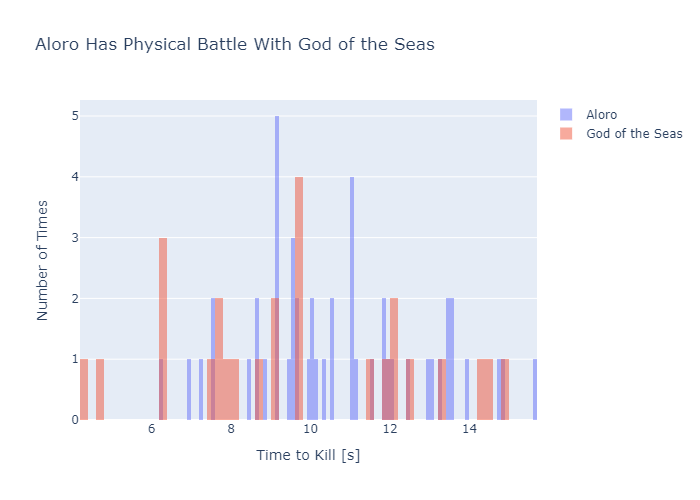 Aloro Has Physical Battle With God of the Seas
Aloro
God of the Seas
Number of Times
5
4
3
2
1
0
6 8 10 12 14
Time to Kill [s]